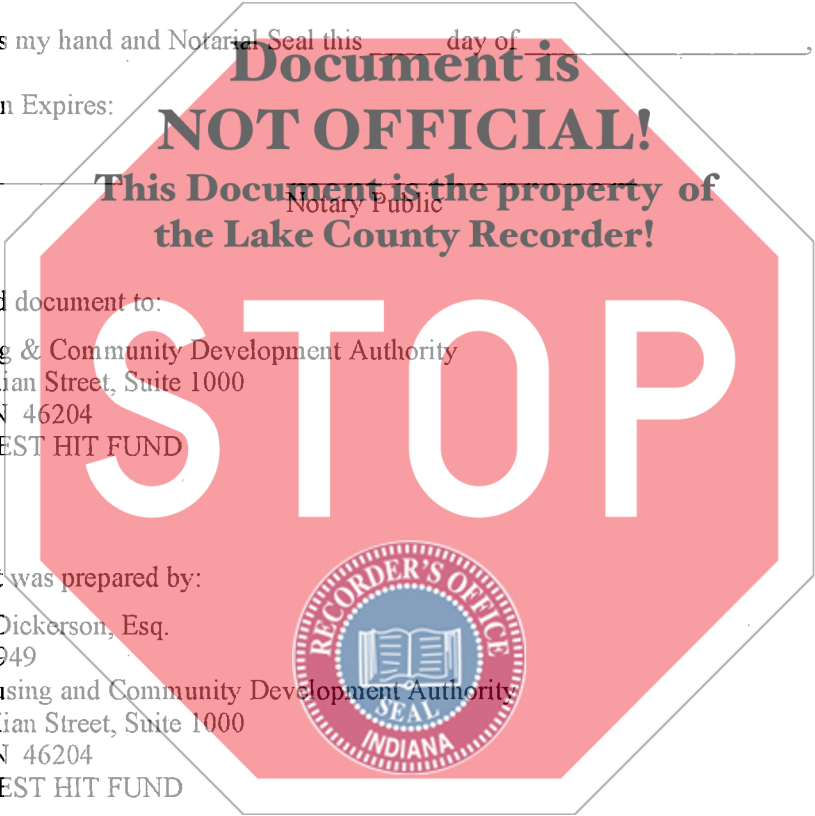 s my hand and Notarial Seal this _____ day of ____________________,
Document is
n Expires:
NOT OFFICIAL!
This Document is the property of
Notary Public
the Lake County Recorder!
d document to:
g & Community Development Authority
ian Street, Suite 1000
N 46204
EST HIT FUND
STOP
t was prepared by:
Dickerson, Esq.
949
using and Community Development Authority
ian Street, Suite 1000
N 46204
EST HIT FUND
RECORDER'S OFFICE
SEAL
INDIANA